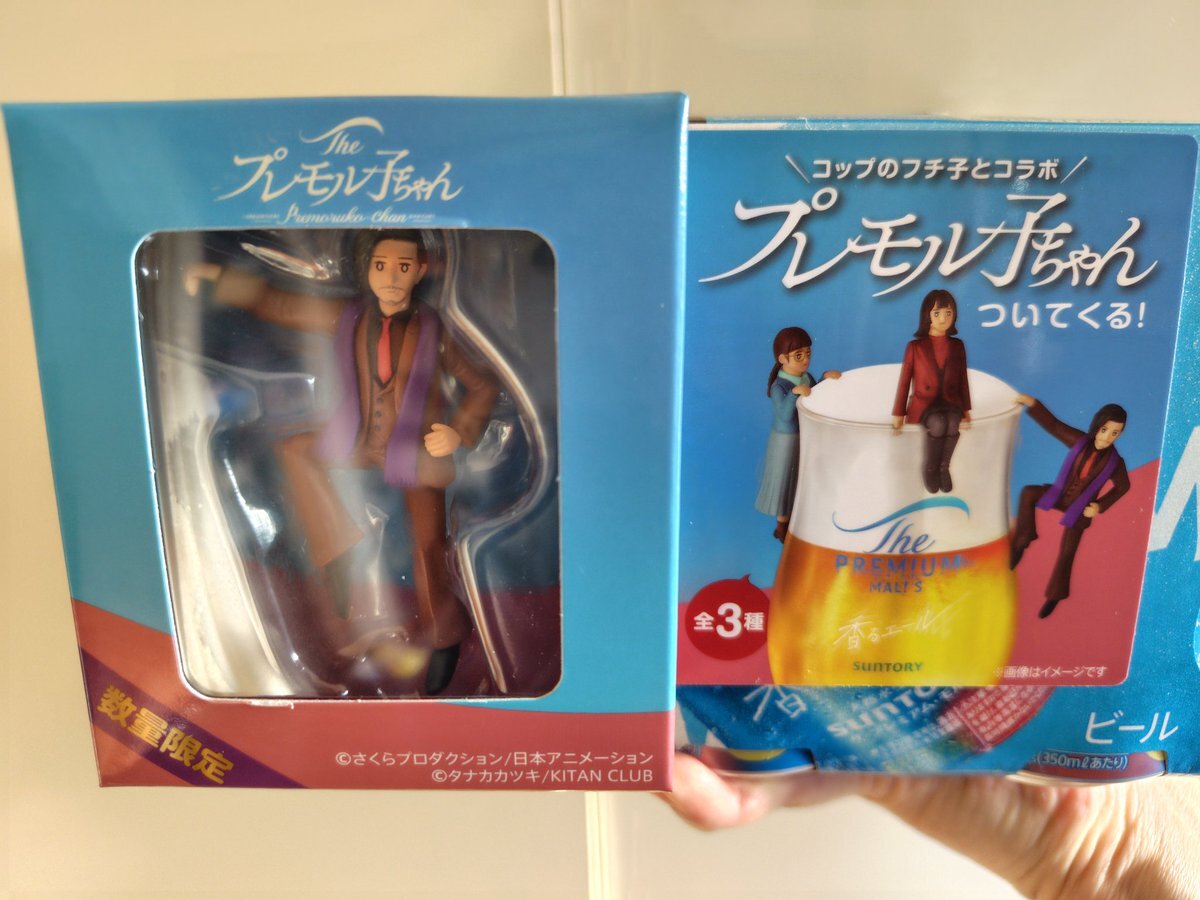 The
プレモル子ちゃん
Premoruko-chan
数量限定
©さくらプロダクション/日本アニメーション
©タナカカツキ/KITAN CLUB
コップのフチ子とコラボ
プレモル子ちゃん
ついてくる!
The
PREMIUM
MALT'S
香るエール
SUNTORY
全3種
※画像はイメージです
SUNTO
ビール
(350mlあたり)